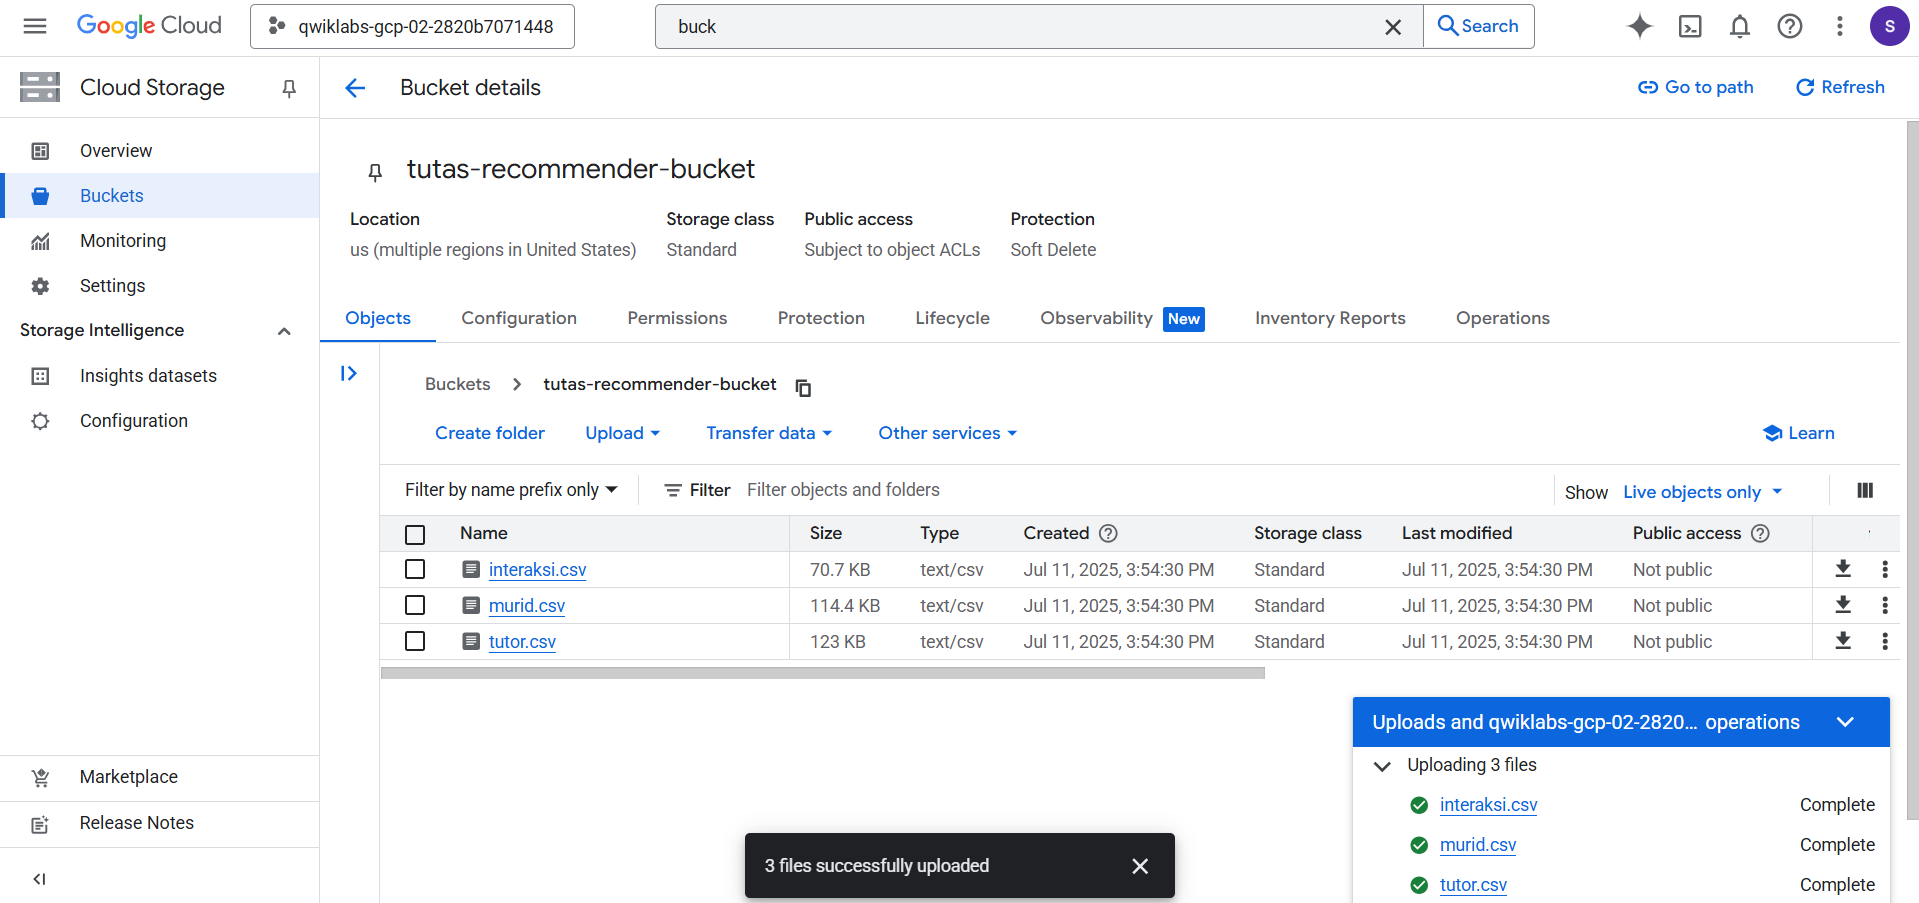 Google Cloud
qwiklabs-gcp-02-2820b7071448
buck
Search
S
Cloud Storage
Bucket details
Go to path
Refresh
Overview
Buckets
Monitoring
Settings
Storage Intelligence
Insights datasets
Configuration
Marketplace
Release Notes
tutas-recommender-bucket
Location Storage class Public access Protection
us (multiple regions in United States) Standard Subject to object ACLs Soft Delete
Objects Configuration Permissions Protection Lifecycle Observability New Inventory Reports Operations
Buckets tutas-recommender-bucket
Create folder Upload Transfer data Other services Learn
Filter by name prefix only Filter Filter objects and folders Show Live objects only
Name Size Type Created Storage class Last modified Public access
interaksi.csv 70.7 KB text/csv Jul 11, 2025, 3:54:30 PM Standard Jul 11, 2025, 3:54:30 PM Not public
murid.csv 114.4 KB text/csv Jul 11, 2025, 3:54:30 PM Standard Jul 11, 2025, 3:54:30 PM Not public
tutor.csv 123 KB text/csv Jul 11, 2025, 3:54:30 PM Standard Jul 11, 2025, 3:54:30 PM Not public
Uploads and qwiklabs-gcp-02-2820... operations
Uploading 3 files
interaksi.csv Complete
murid.csv Complete
tutor.csv Complete
3 files successfully uploaded